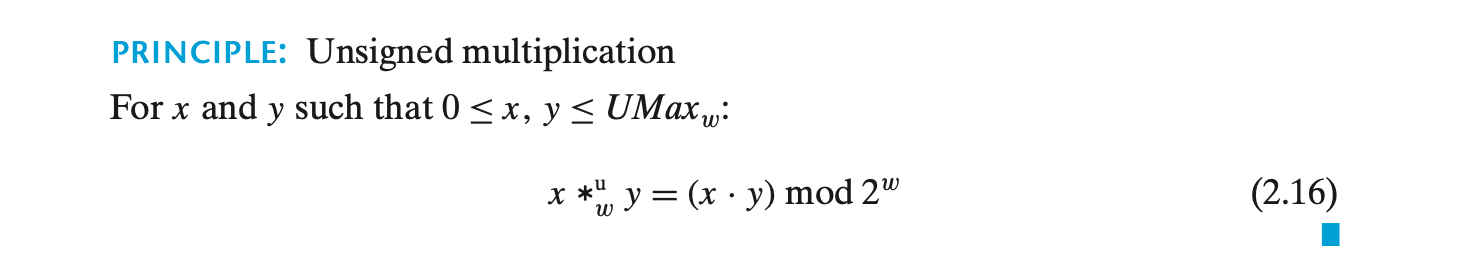 PRINCIPLE: Unsigned multiplication
For x and y such that 0 ≤ x, y ≤ UMax_w:
x *^u_w y = (x · y) mod 2^w (2.16)